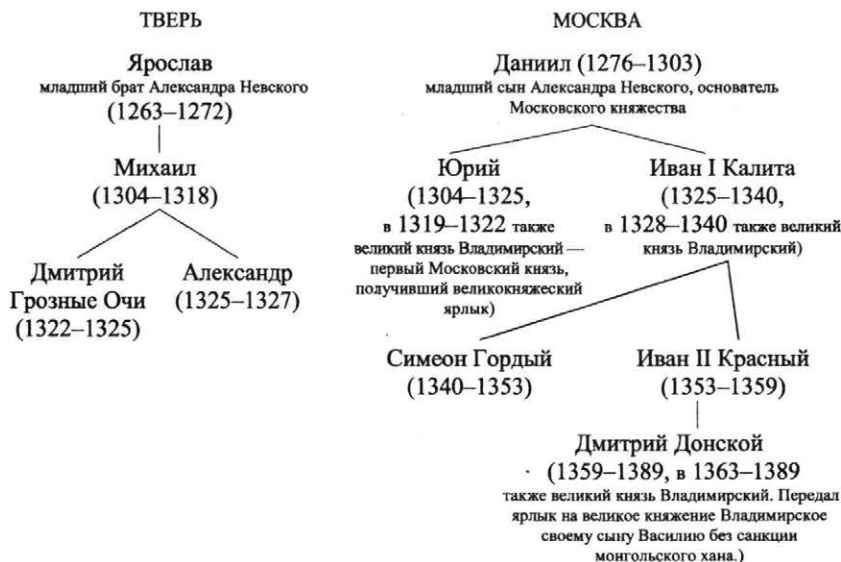 ТВЕРЬ
Ярослав
младший брат Александра Невского
(1263–1272)
Михаил
(1304–1318)
Дмитрий
Грозные Очи
(1322–1325)
Александр
(1325–1327)
МОСКВА
Даниил (1276–1303)
младший сын Александра Невского, основатель
Московского княжества
Юрий
(1304–1325,
в 1319–1322 также
великий князь Владимирский —
первый Московский князь,
получивший великокняжеский
ярлык)
Иван I Калита
(1325–1340,
в 1328–1340 также великий
князь Владимирский)
Симеон Гордый
(1340–1353)
Иван II Красный
(1353–1359)
Дмитрий Донской
(1359–1389, в 1363–1389
также великий князь Владимирский. Передал
ярлык на великое княжение Владимирское
своему сыну Василию без санкции
монгольского хана.)